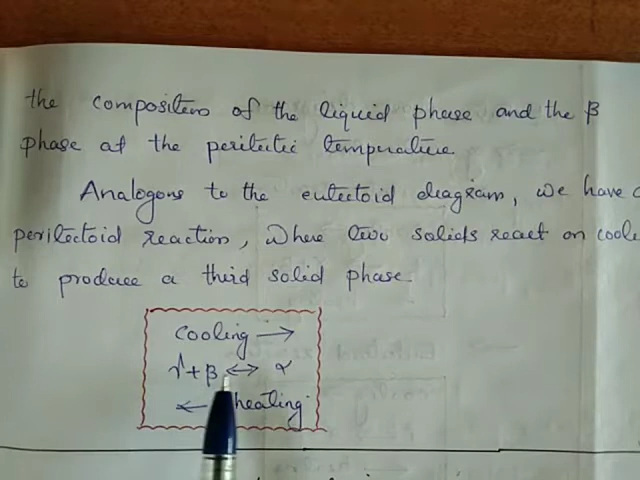 the compositions of the liquid phase and the β
phase at the peritectic temperature.
Analogous to the eutectoid diagram, we have a
peritectoid reaction, where two solids react on
to produce a third solid phase.
Cooling →
γ + β ↔ α
← heating